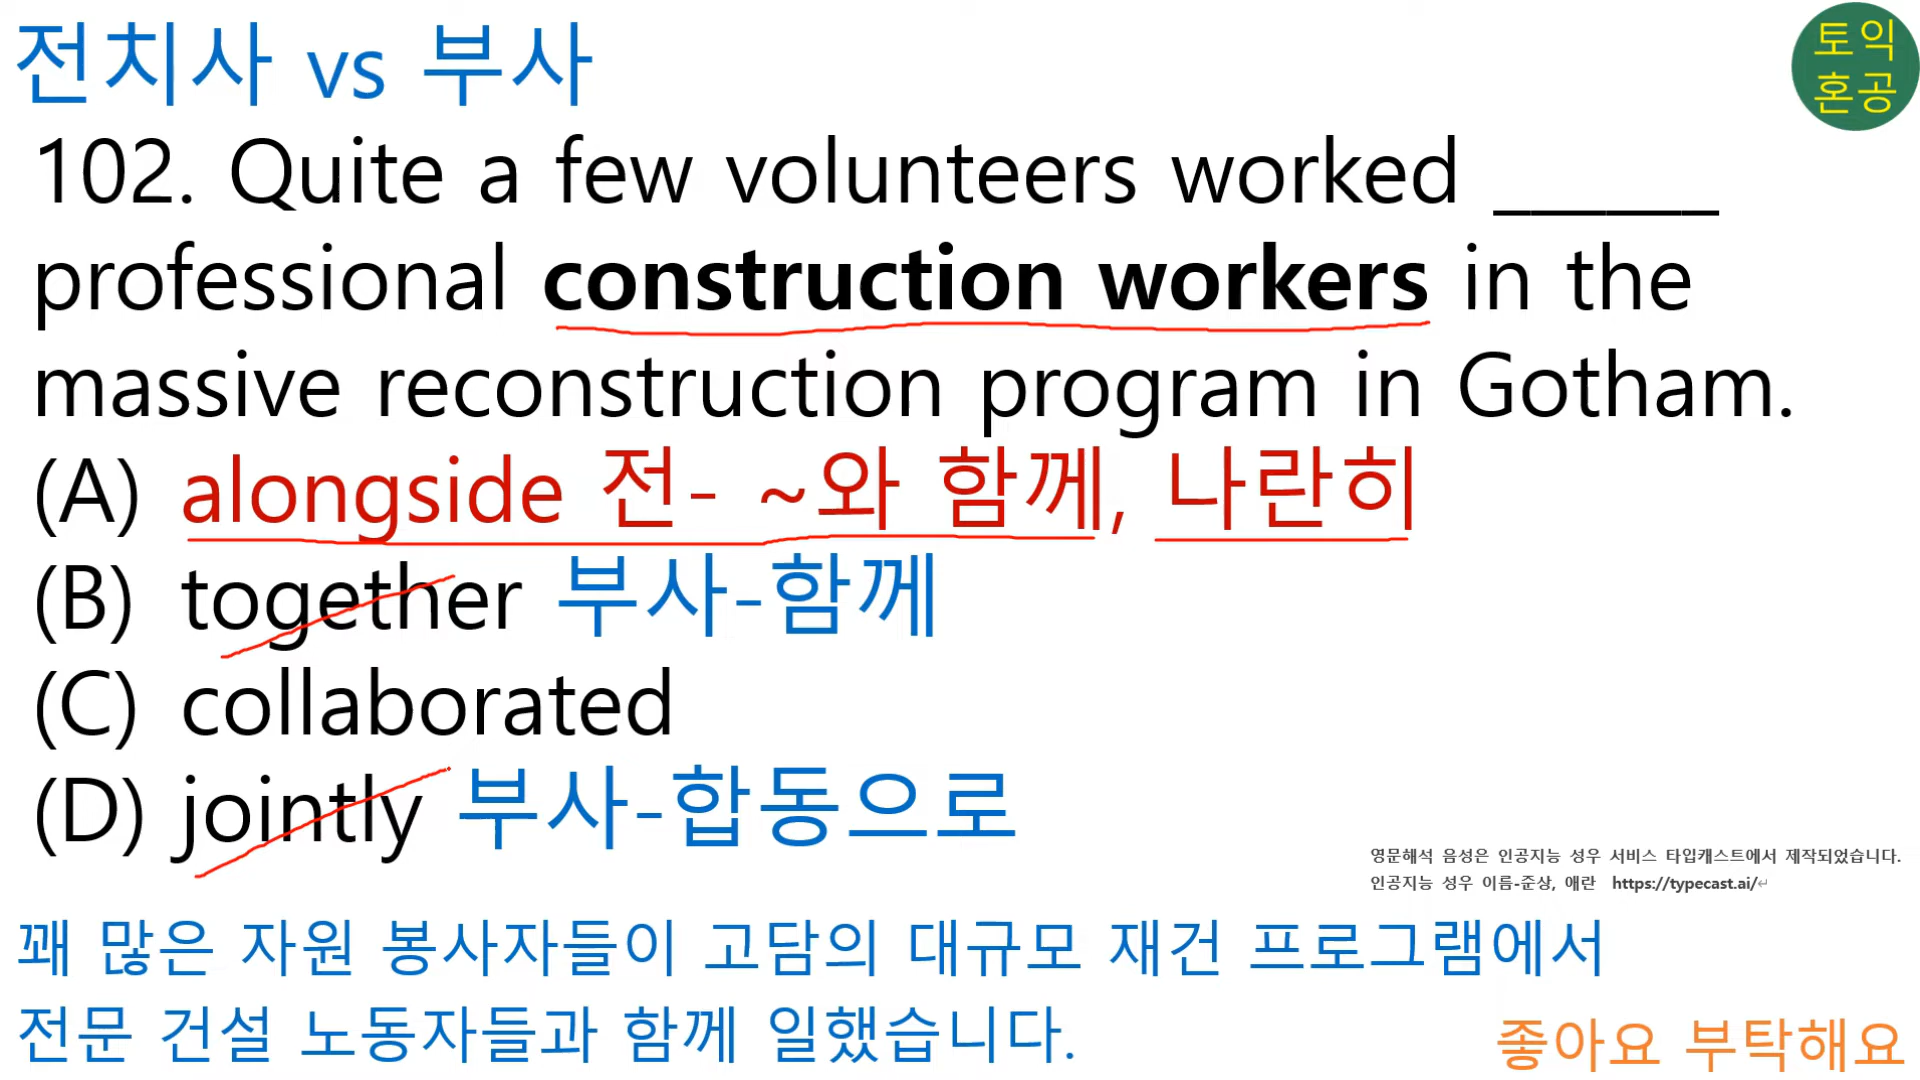 전치사 vs 부사
토익
혼공
102. Quite a few volunteers worked ______
professional construction workers in the
massive reconstruction program in Gotham.
(A) alongside 전- ~와 함께, 나란히
(B) together 부사-함께
(C) collaborated
(D) jointly 부사-합동으로
영문해석 음성은 인공지능 성우 서비스 타입캐스트에서 제작되었습니다.
인공지능 성우 이름-준상, 애란 https://typecast.ai/↵
꽤 많은 자원 봉사자들이 고담의 대규모 재건 프로그램에서
전문 건설 노동자들과 함께 일했습니다.
좋아요 부탁해요